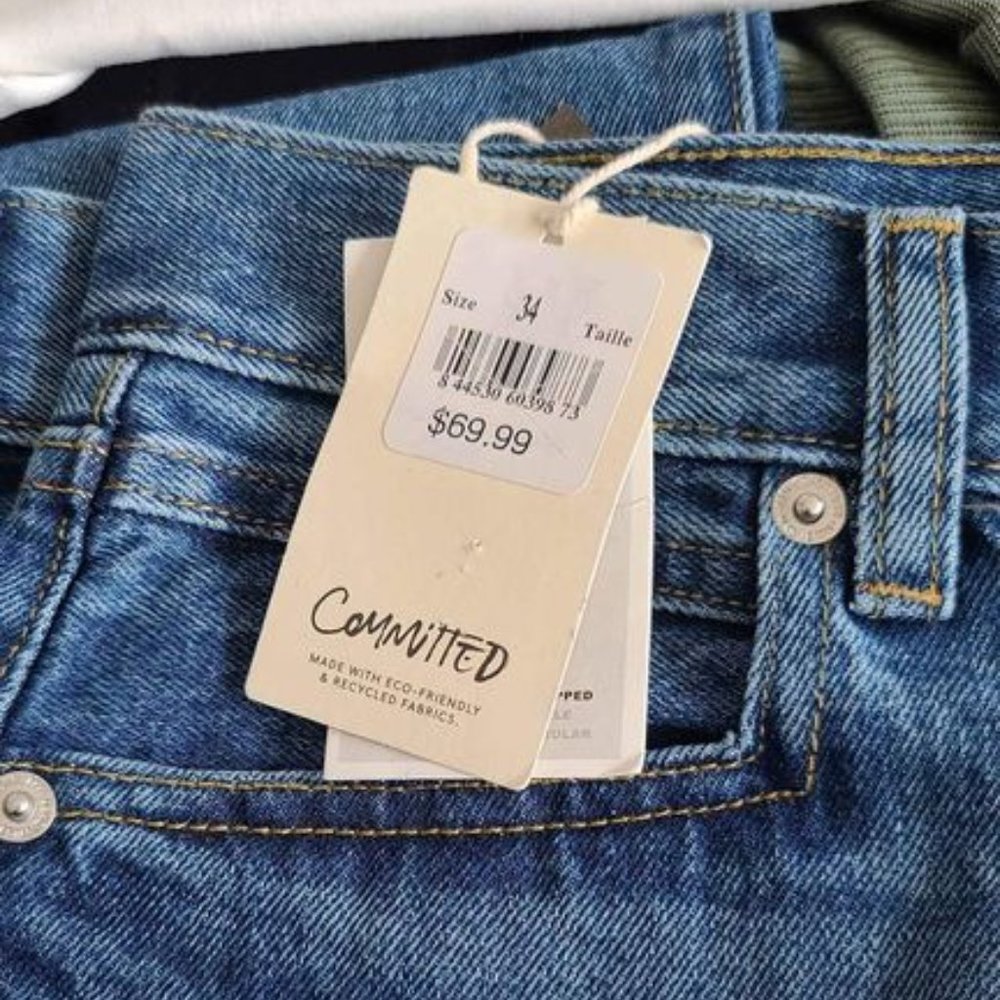 Size 34 Taille
8 44530 60398 73
$69.99
COMMITTED
MADE WITH ECO-FRIENDLY
& RECYCLED FABRICS.